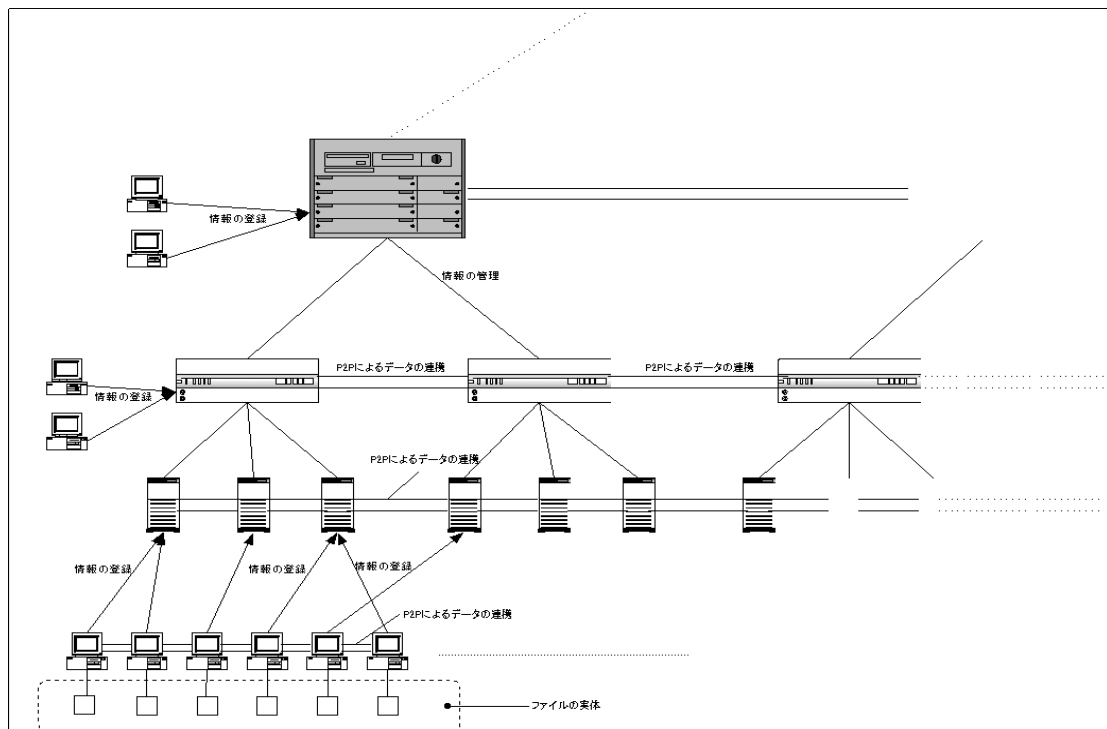 情報の登録
情報の管理
P2Pによるデータの連携
P2Pによるデータの連携
情報の登録
P2Pによるデータの連携
情報の登録
情報の登録
情報の登録
P2Pによるデータの連携
ファイルの実体